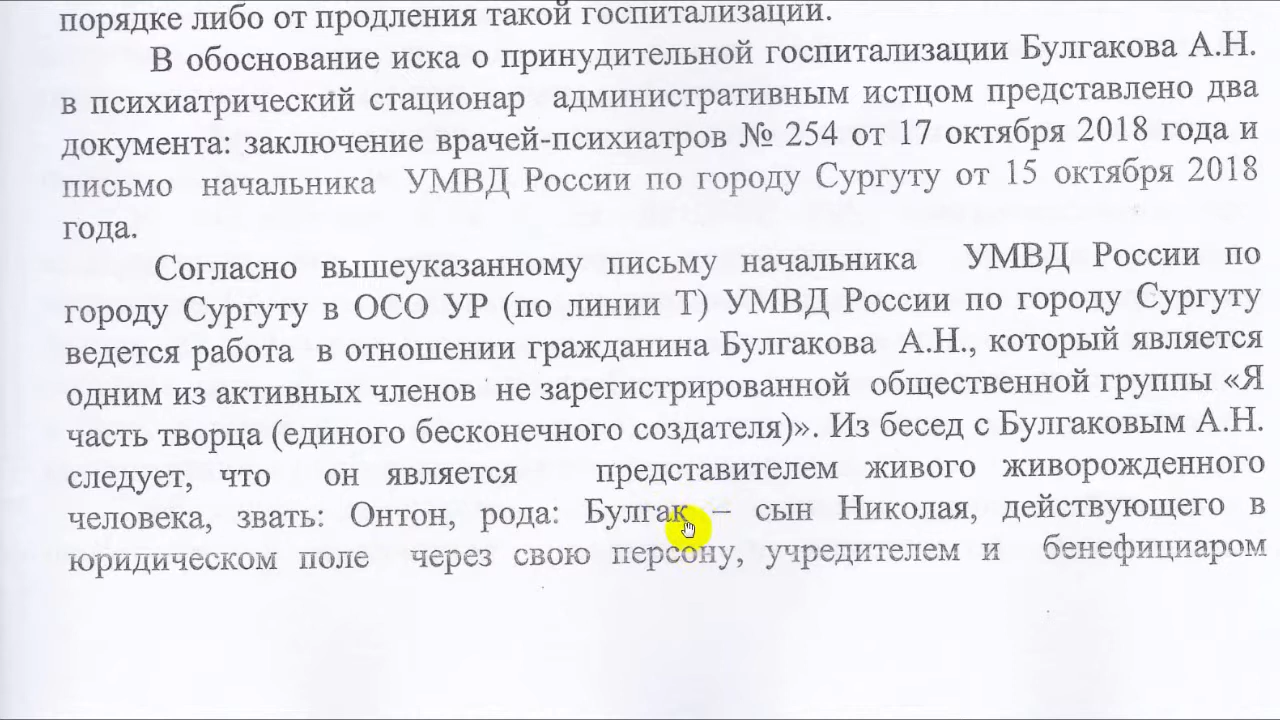 порядке либо от продления такой госпитализации.
В обоснование иска о принудительной госпитализации Булгакова А.Н.
в психиатрический стационар административным истцом представлено два
документа: заключение врачей-психиатров № 254 от 17 октября 2018 года и
письмо начальника УМВД России по городу Сургуту от 15 октября 2018
года.
Согласно вышеуказанному письму начальника УМВД России по
городу Сургуту в ОСО УР (по линии Т) УМВД России по городу Сургуту
ведется работа в отношении гражданина Булгакова А.Н., который является
одним из активных членов не зарегистрированной общественной группы «Я
часть творца (единого бесконечного создателя)». Из бесед с Булгаковым А.Н.
следует, что он является представителем живого живорожденного
человека, звать: Онтон, рода: Булгак – сын Николая, действующего в
юридическом поле через свою персону, учредителем и бенефициаром